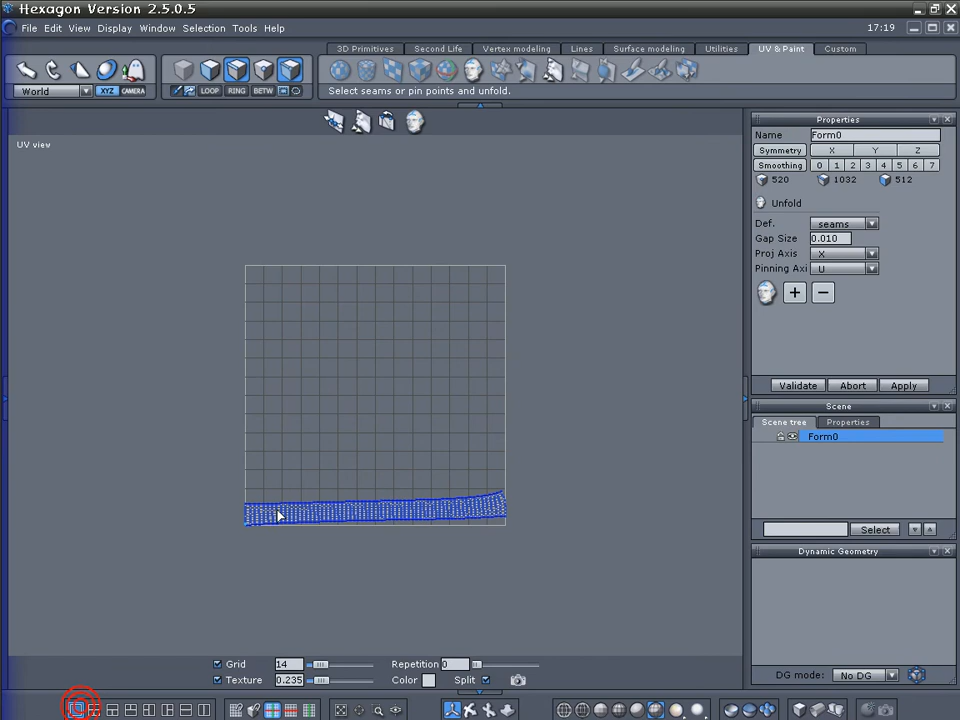 Hexagon Version 2.5.0.5
File Edit View Display Window Selection Tools Help
17:19
3D Primitives Second Life Vertex modeling Lines Surface modeling Utilities UV & Paint Custom
World XYZ CAMERA LOOP RING BETW
Select seams or pin points and unfold.
UV view
Properties
Name Form0
Symmetry X Y Z
Smoothing 0 1 2 3 4 5 6 7
520 1032 512
Unfold
Def. seams
Gap Size 0.010
Proj Axis X
Pinning Axi U
+ −
Validate Abort Apply
Scene
Scene tree Properties
Form0
Select
Dynamic Geometry
Grid 14 Repetition 0
Texture 0.235 Color Split
DG mode: No DG